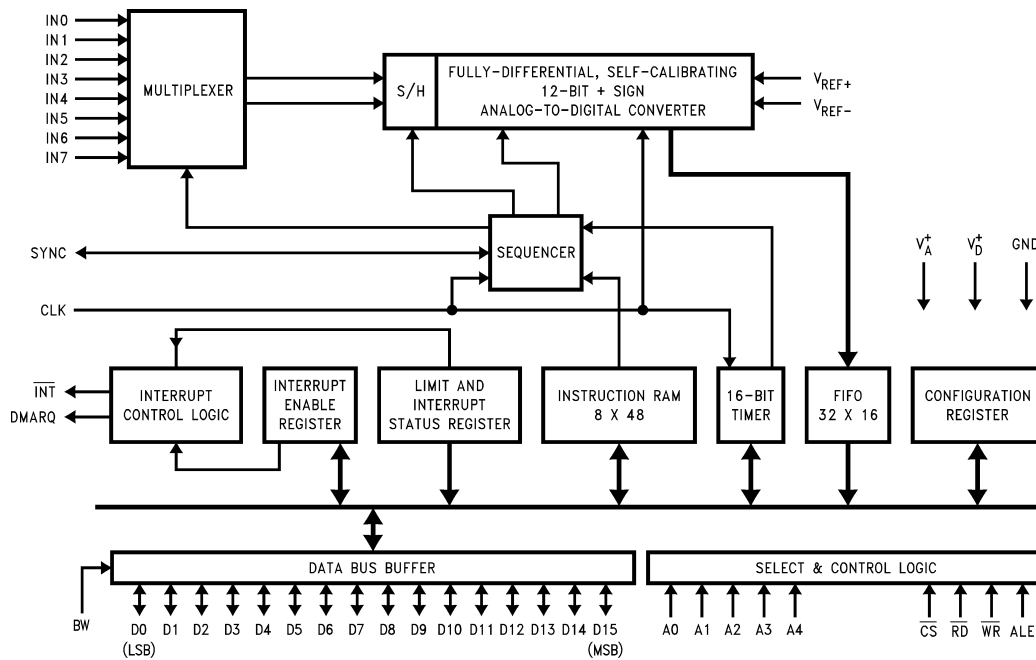 IN0
IN1
IN2
IN3
IN4
IN5
IN6
IN7
MULTIPLEXER
S/H
FULLY-DIFFERENTIAL, SELF-CALIBRATING
12-BIT + SIGN
ANALOG-TO-DIGITAL CONVERTER
VREF+
VREF-
SYNC
SEQUENCER
VA+
VD+
GND
CLK
INT
DMARQ
INTERRUPT
CONTROL LOGIC
INTERRUPT
ENABLE
REGISTER
LIMIT AND
INTERRUPT
STATUS REGISTER
INSTRUCTION RAM
8 X 48
16-BIT
TIMER
FIFO
32 X 16
CONFIGURATION
REGISTER
DATA BUS BUFFER
SELECT & CONTROL LOGIC
BW
D0 D1 D2 D3 D4 D5 D6 D7 D8 D9 D10 D11 D12 D13 D14 D15
(LSB) (MSB)
A0 A1 A2 A3 A4
CS RD WR ALE